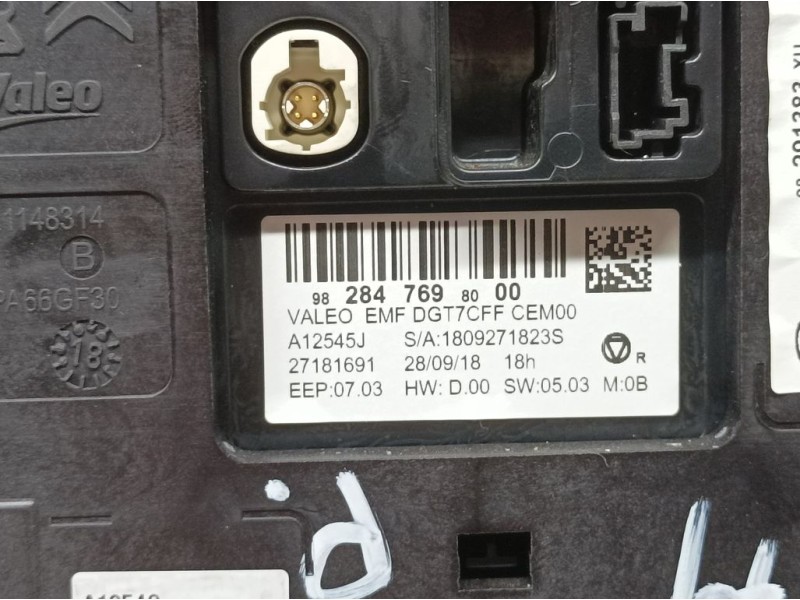 Valeo
1148314
B
PA66GF30
18
98 284 769 80 00
VALEO EMF DGT7CFF CEM00
A12545J S/A:1809271823S
27181691 28/09/18 18h
R
EEP:07.03 HW: D.00 SW:05.03 M:0B